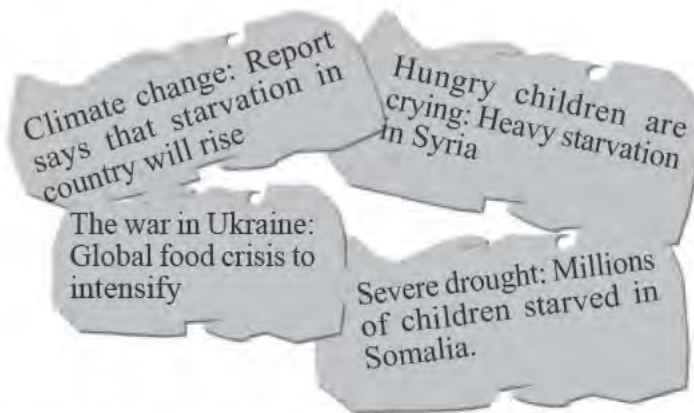 Climate change: Report
says that starvation in
country will rise
Hungry children are
crying: Heavy starvation
in Syria
The war in Ukraine:
Global food crisis to
intensify
Severe drought: Millions
of children starved in
Somalia.